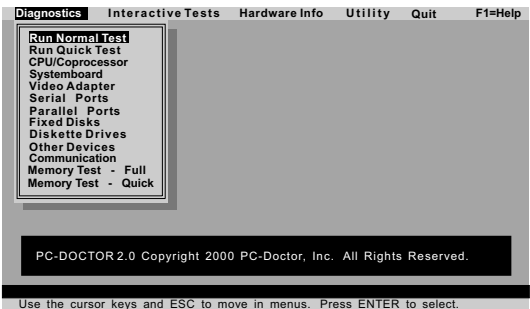 Diagnostics Interactive Tests Hardware Info Utility Quit F1=Help
Run Normal Test
Run Quick Test
CPU/Coprocessor
Systemboard
Video Adapter
Serial Ports
Parallel Ports
Fixed Disks
Diskette Drives
Other Devices
Communication
Memory Test - Full
Memory Test - Quick
PC-DOCTOR 2.0 Copyright 2000 PC-Doctor, Inc. All Rights Reserved.
Use the cursor keys and ESC to move in menus. Press ENTER to select.